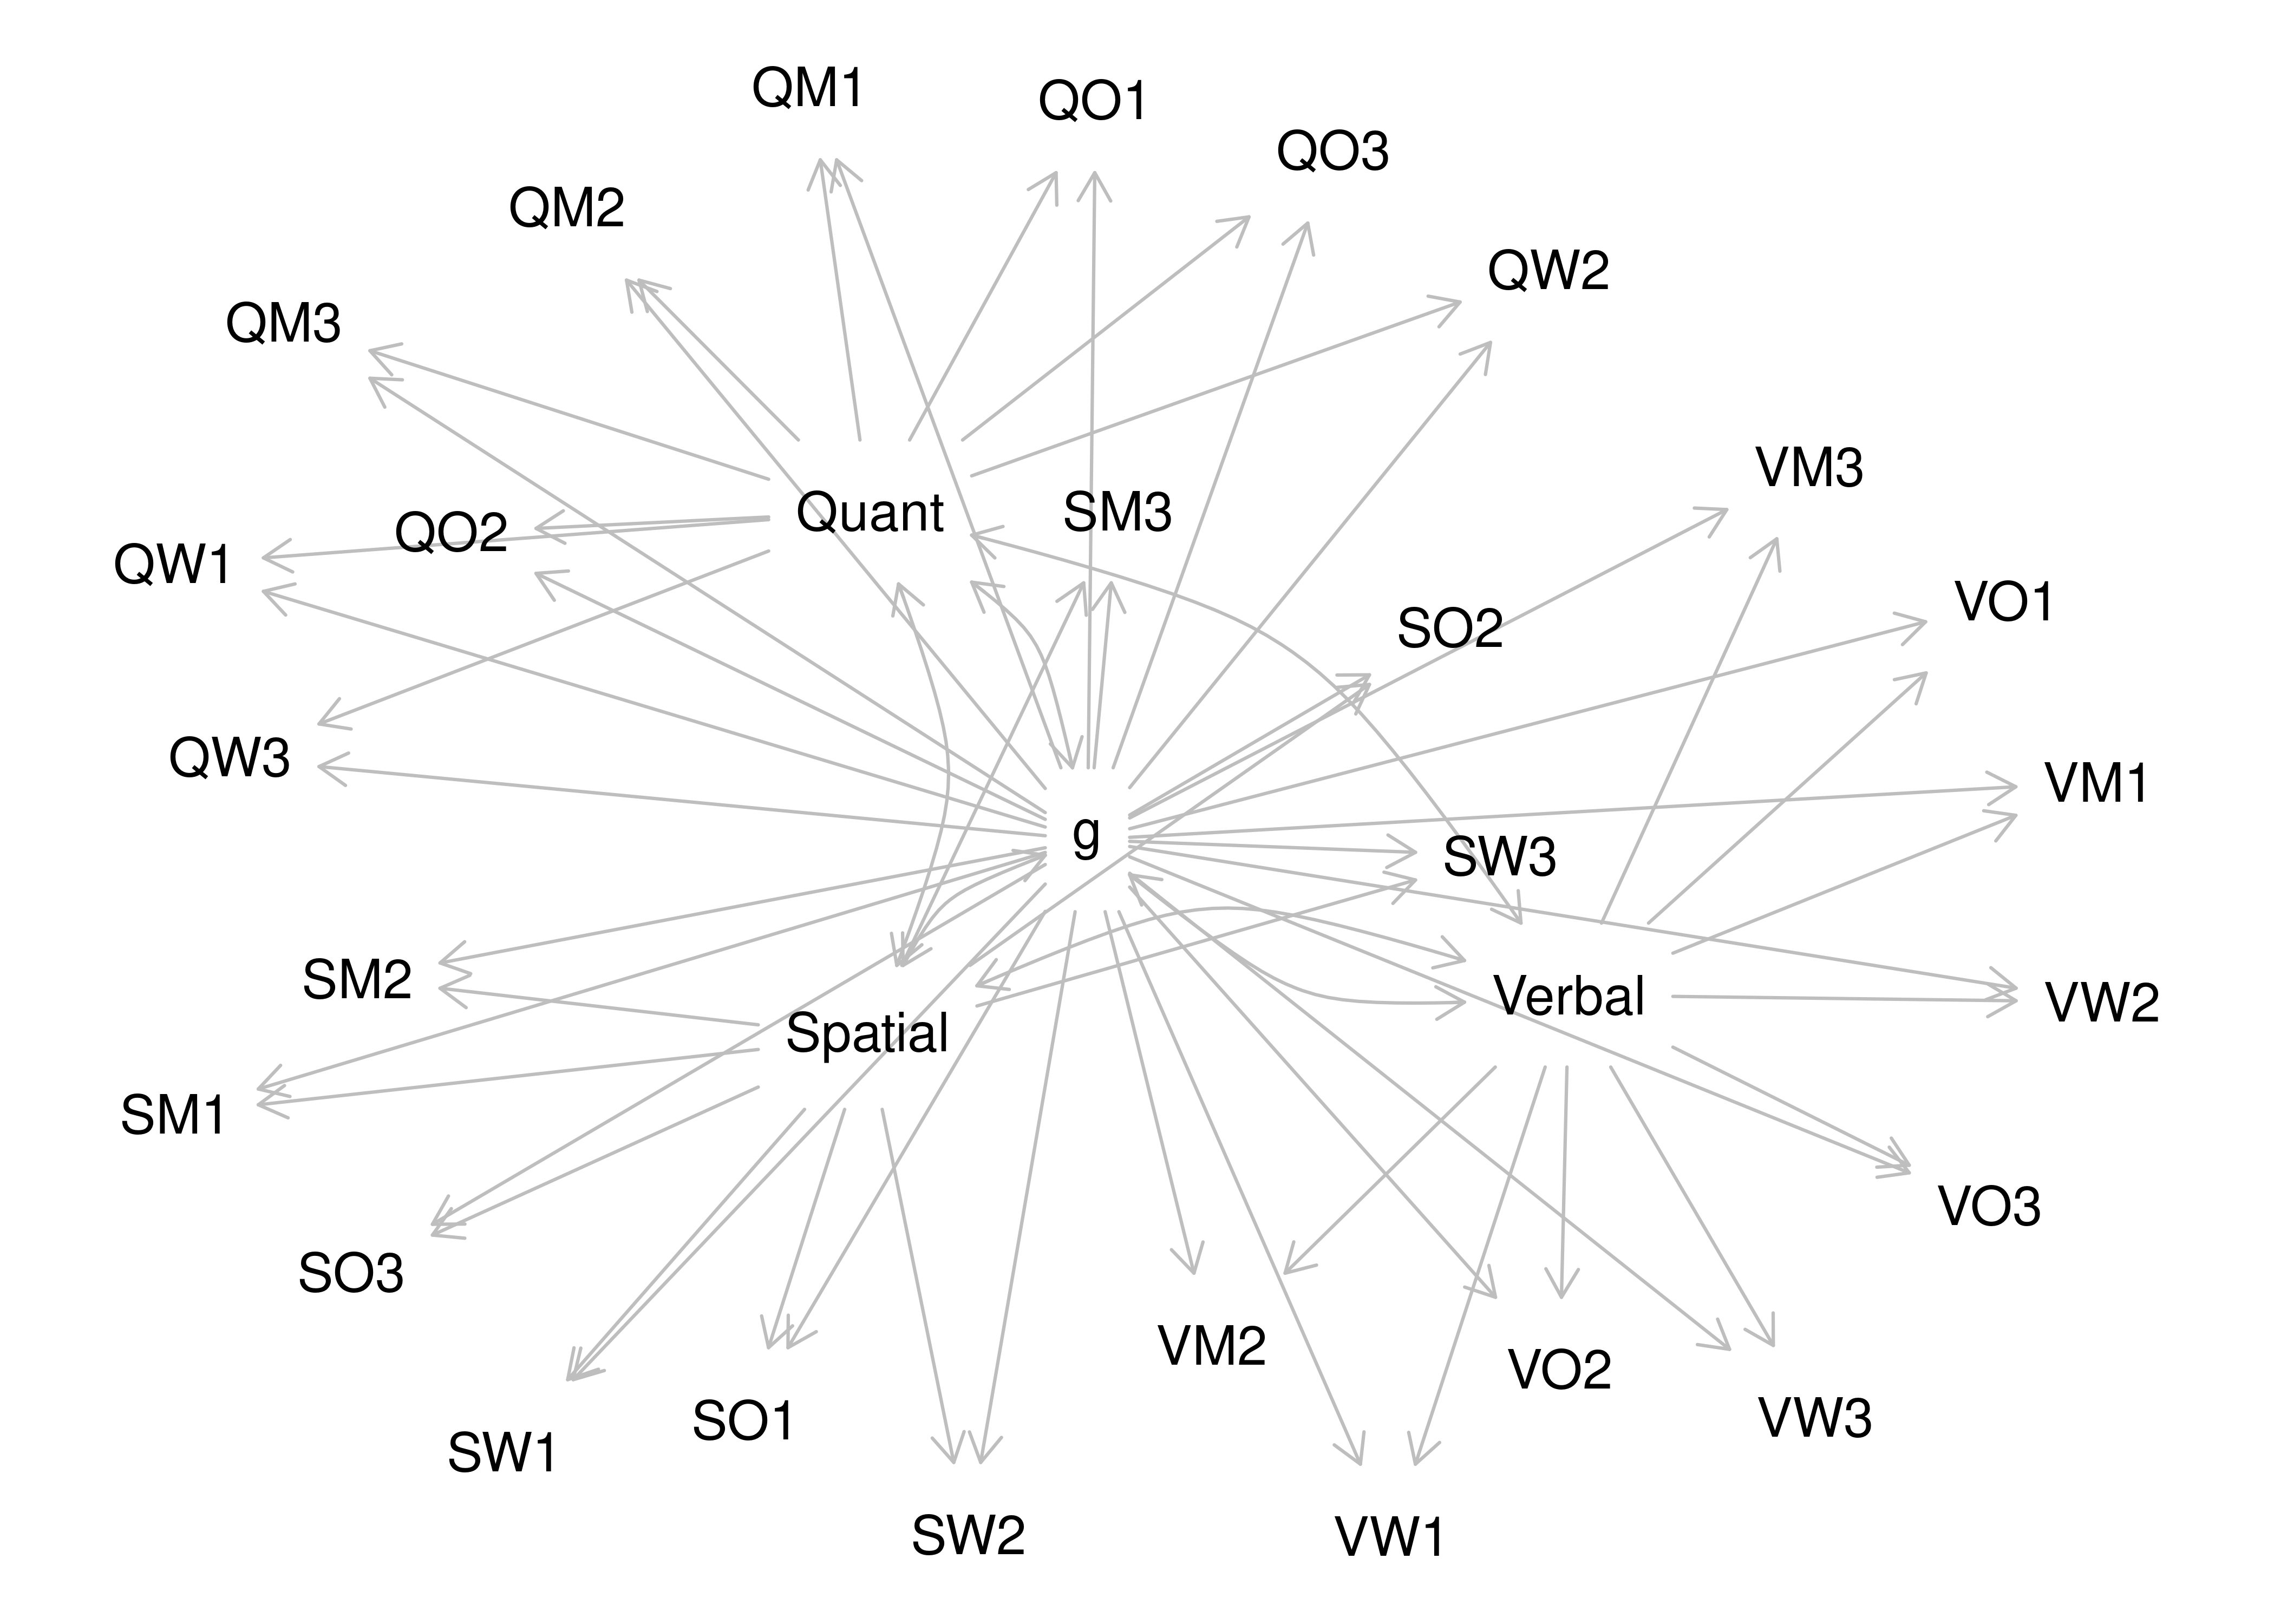 QM1
QO1
QO3
QM2
QW2
QM3
VM3
Quant
SM3
QO2
QW1
VO1
SO2
QW3
VM1
g
SW3
SM2
Verbal
VW2
Spatial
SM1
VO3
SO3
VM2
VO2
SO1
VW3
SW1
SW2
VW1